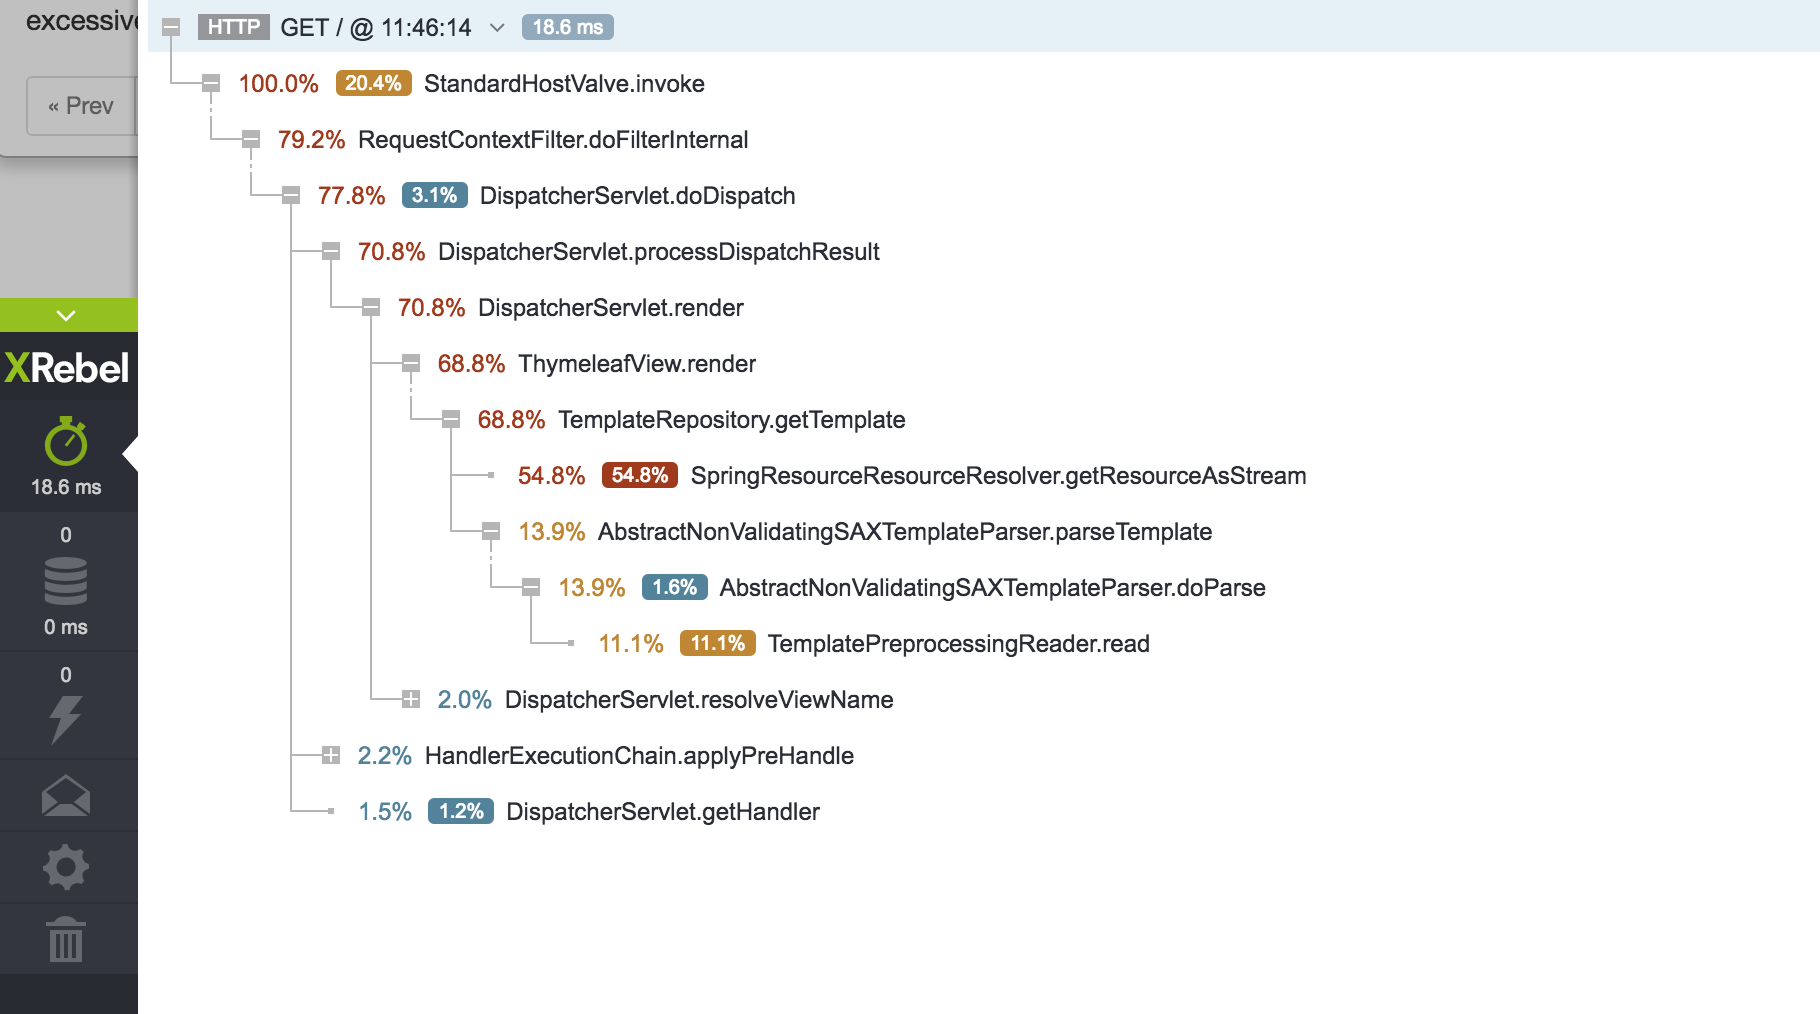 excessive
« Prev
XRebel
18.6 ms
0
0 ms
0
HTTP GET / @ 11:46:14 18.6 ms
100.0% 20.4% StandardHostValve.invoke
79.2% RequestContextFilter.doFilterInternal
77.8% 3.1% DispatcherServlet.doDispatch
70.8% DispatcherServlet.processDispatchResult
70.8% DispatcherServlet.render
68.8% ThymeleafView.render
68.8% TemplateRepository.getTemplate
54.8% 54.8% SpringResourceResourceResolver.getResourceAsStream
13.9% AbstractNonValidatingSAXTemplateParser.parseTemplate
13.9% 1.6% AbstractNonValidatingSAXTemplateParser.doParse
11.1% 11.1% TemplatePreprocessingReader.read
2.0% DispatcherServlet.resolveViewName
2.2% HandlerExecutionChain.applyPreHandle
1.5% 1.2% DispatcherServlet.getHandler